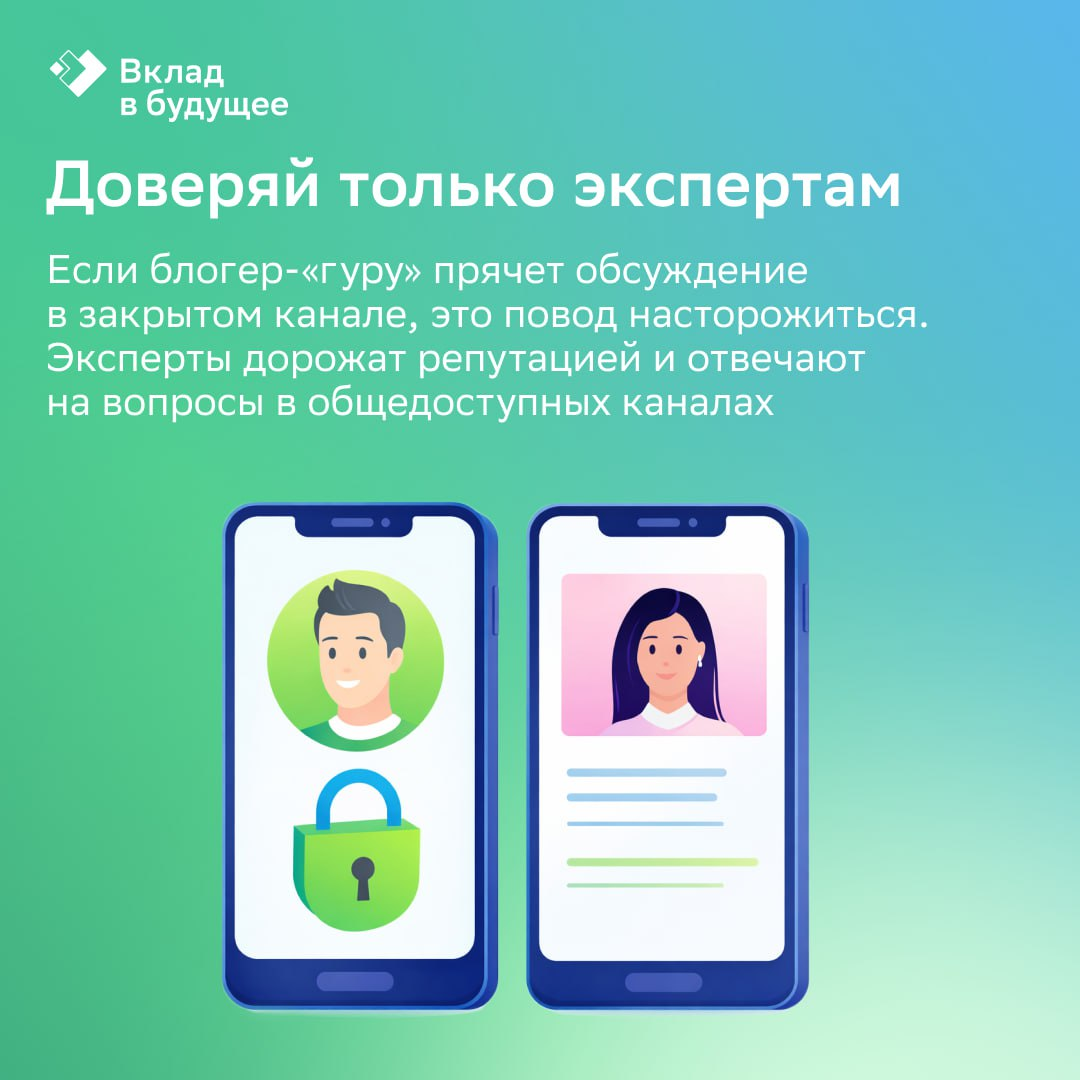 Вклад
в будущее
Доверяй только экспертам
Если блогер-«гуру» прячет обсуждение
в закрытом канале, это повод насторожиться.
Эксперты дорожат репутацией и отвечают
на вопросы в общедоступных каналах